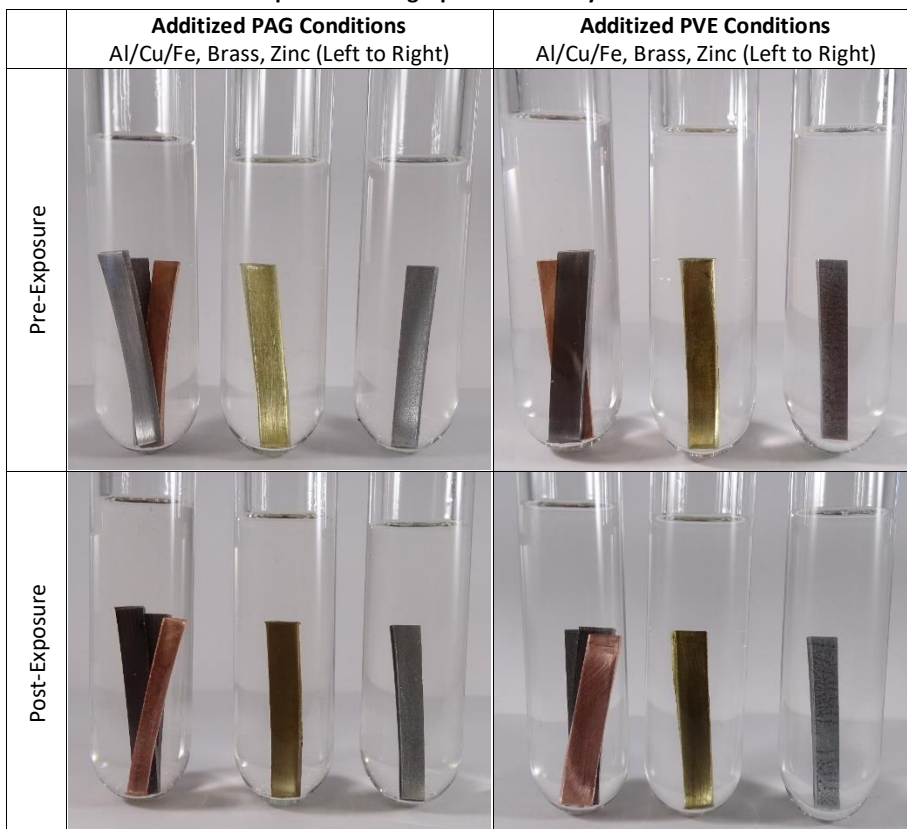 Additized PAG Conditions
Al/Cu/Fe, Brass, Zinc (Left to Right)
Additized PVE Conditions
Al/Cu/Fe, Brass, Zinc (Left to Right)
Pre-Exposure
Post-Exposure